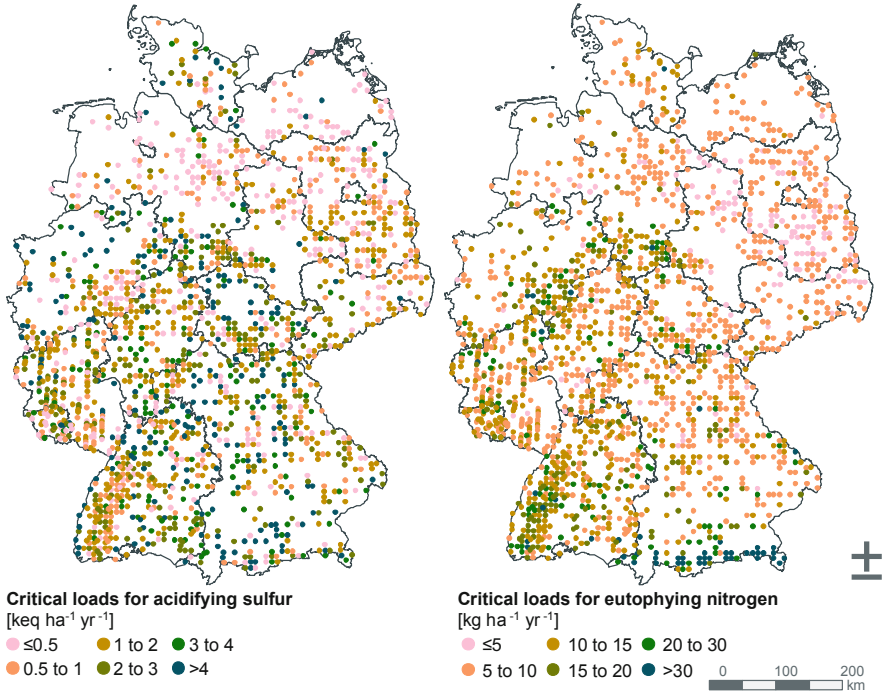 Critical loads for acidifying sulfur
[keq ha⁻¹ yr⁻¹]
≤0.5 1 to 2 3 to 4
0.5 to 1 2 to 3 >4
Critical loads for eutophying nitrogen
[kg ha⁻¹ yr⁻¹]
≤5 10 to 15 20 to 30
5 to 10 15 to 20 >30
±
0 100 200
km